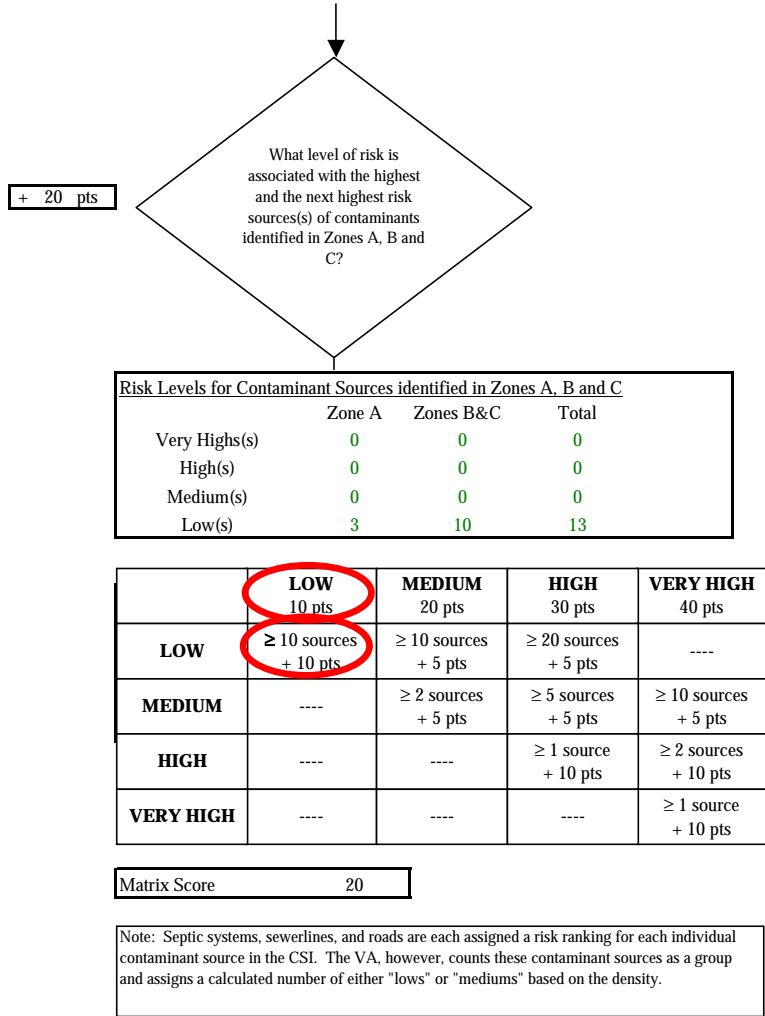 What level of risk is
associated with the highest
and the next highest risk
sources(s) of contaminants
identified in Zones A, B and
C?
+ 20 pts
Risk Levels for Contaminant Sources identified in Zones A, B and C
Zone A Zones B&C Total
Very Highs(s) 0 0 0
High(s) 0 0 0
Medium(s) 0 0 0
Low(s) 3 10 13
LOW MEDIUM HIGH VERY HIGH
10 pts 20 pts 30 pts 40 pts
LOW ≥ 10 sources ≥ 10 sources ≥ 20 sources ----
+ 10 pts + 5 pts + 5 pts
MEDIUM ---- ≥ 2 sources ≥ 5 sources ≥ 10 sources
+ 5 pts + 5 pts + 5 pts
HIGH ---- ---- ≥ 1 source ≥ 2 sources
+ 10 pts + 10 pts
VERY HIGH ---- ---- ---- ≥ 1 source
+ 10 pts
Matrix Score 20
Note: Septic systems, sewerlines, and roads are each assigned a risk ranking for each individual
contaminant source in the CSI. The VA, however, counts these contaminant sources as a group
and assigns a calculated number of either "lows" or "mediums" based on the density.